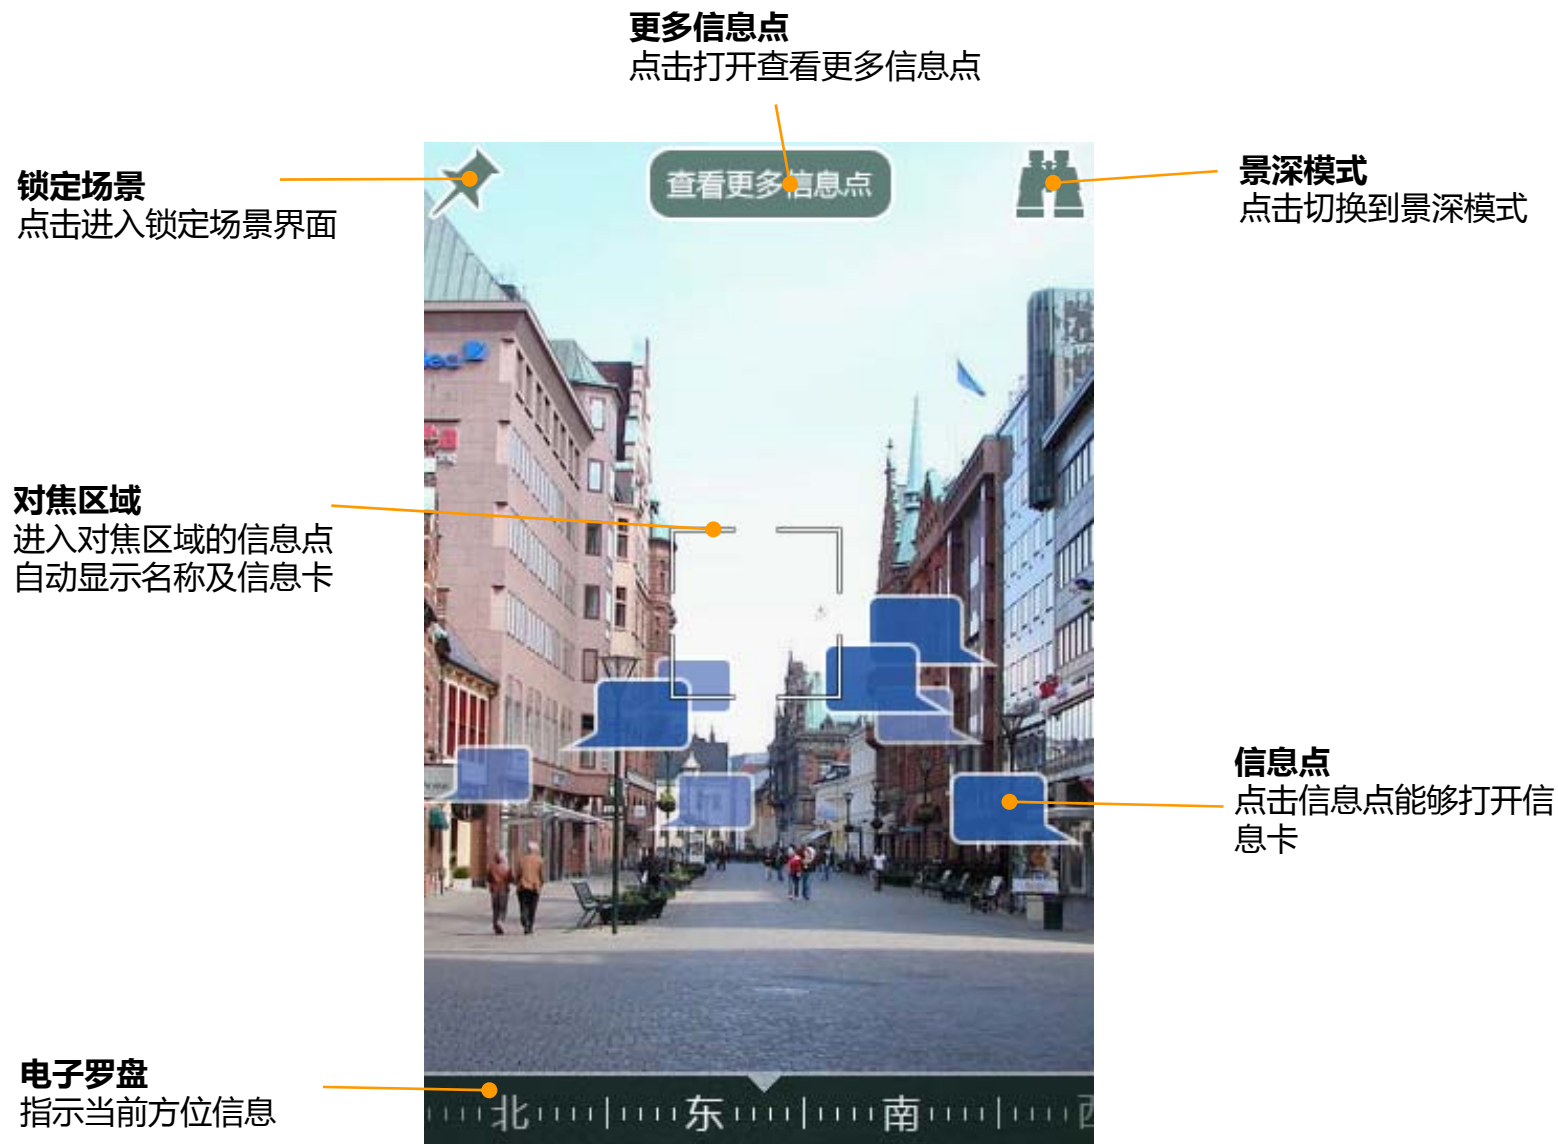 更多信息点
点击打开查看更多信息点
锁定场景
点击进入锁定场景界面
查看更多信息点
景深模式
点击切换到景深模式
对焦区域
进入对焦区域的信息点
自动显示名称及信息卡
信息点
点击信息点能够打开信
息卡
电子罗盘
指示当前方位信息
北 东 南 西